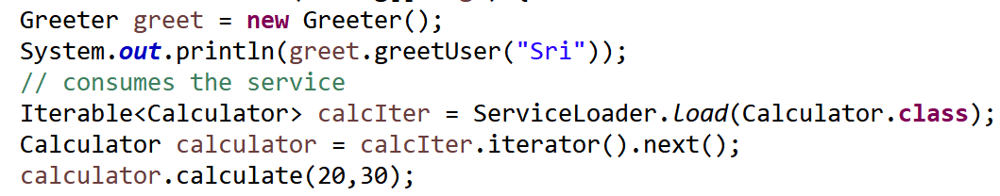 Greeter greet = new Greeter();
System.out.println(greet.greetUser("Sri"));
// consumes the service
Iterable<Calculator> calcIter = ServiceLoader.load(Calculator.class);
Calculator calculator = calcIter.iterator().next();
calculator.calculate(20,30);